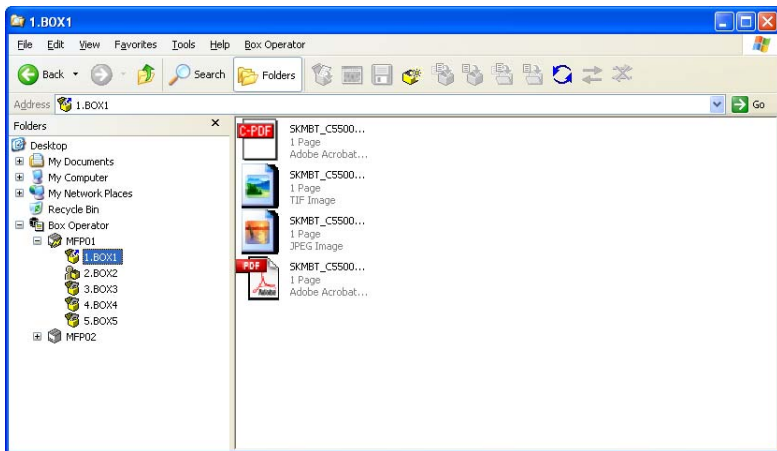 1.BOX1
File Edit View Favorites Tools Help Box Operator
Back Search Folders
Address 1.BOX1 Go
Folders x
Desktop
My Documents
My Computer
My Network Places
Recycle Bin
Box Operator
MFP01
1.BOX1
2.BOX2
3.BOX3
4.BOX4
5.BOX5
MFP02
C-PDF
SKMBT_C5500...
1 Page
Adobe Acrobat...
SKMBT_C5500...
1 Page
TIF Image
SKMBT_C5500...
1 Page
JPEG Image
PDF
Adobe
SKMBT_C5500...
1 Page
Adobe Acrobat...